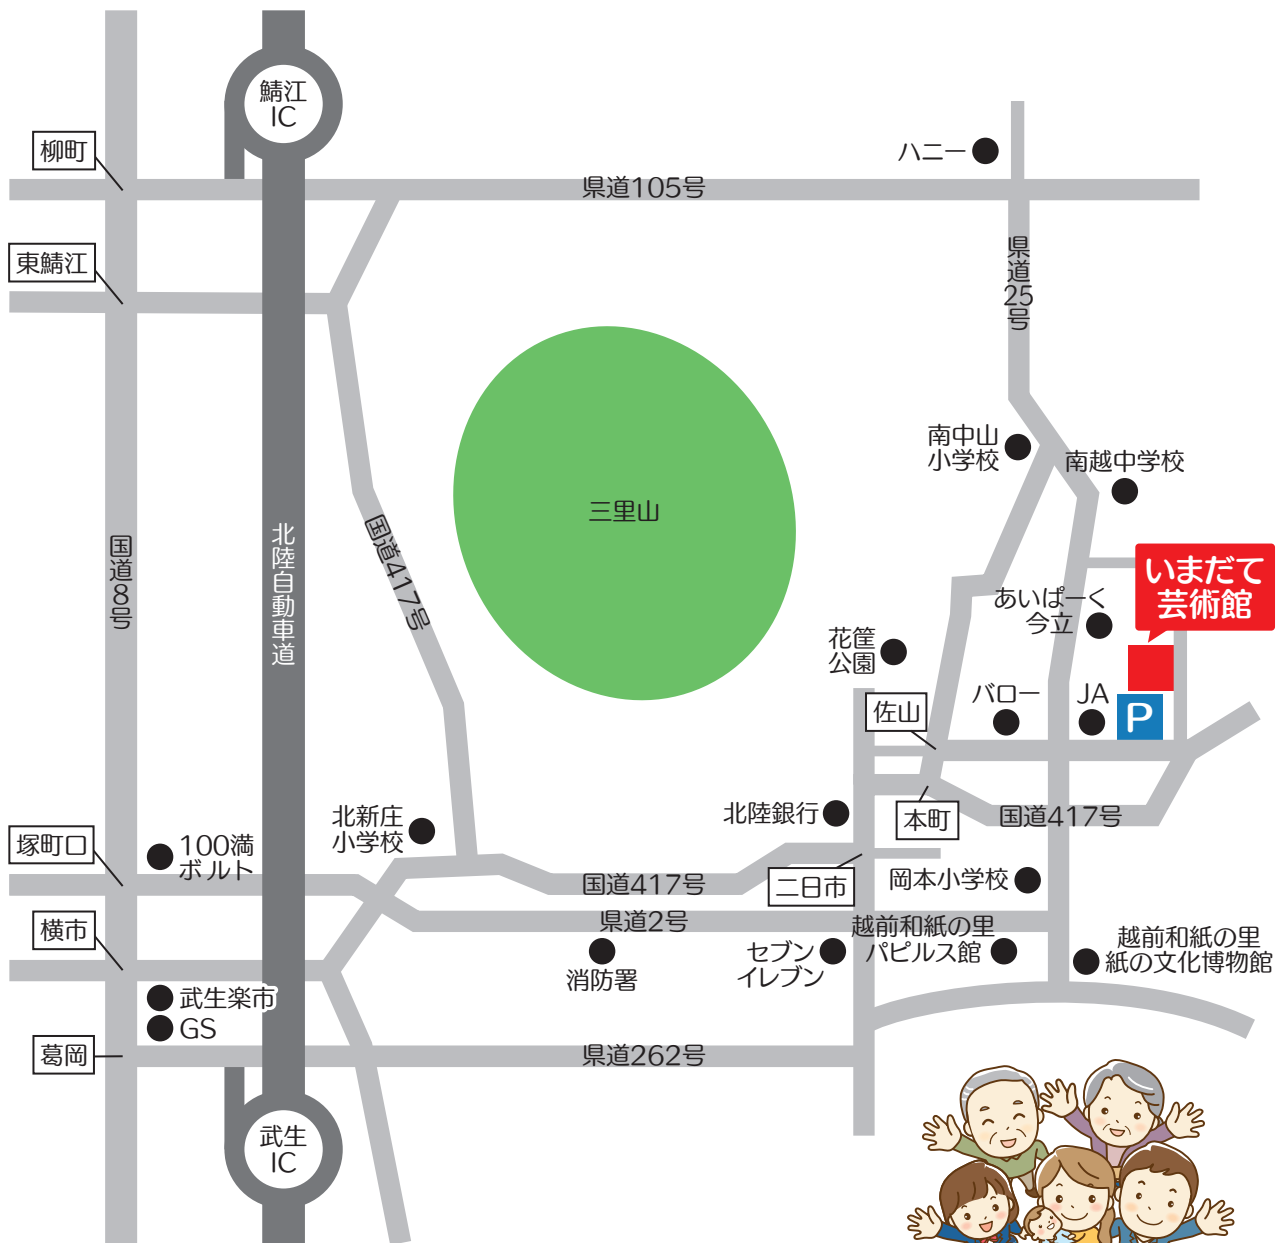 鯖江
IC
柳町
ハニー
県道105号
東鯖江
県道25号
南中山
小学校
南越中学校
三里山
国道8号
北陸自動車道
国道417号
いまだて
芸術館
あいぱーく
今立
花筐
公園
佐山
バロー
JA
P
北陸銀行
本町
国道417号
北新庄
小学校
塚町口
100満
ボルト
国道417号
二日市
岡本小学校
横市
県道2号
越前和紙の里
パピルス館
越前和紙の里
紙の文化博物館
消防署
セブン
イレブン
武生楽市
GS
葛岡
県道262号
武生
IC